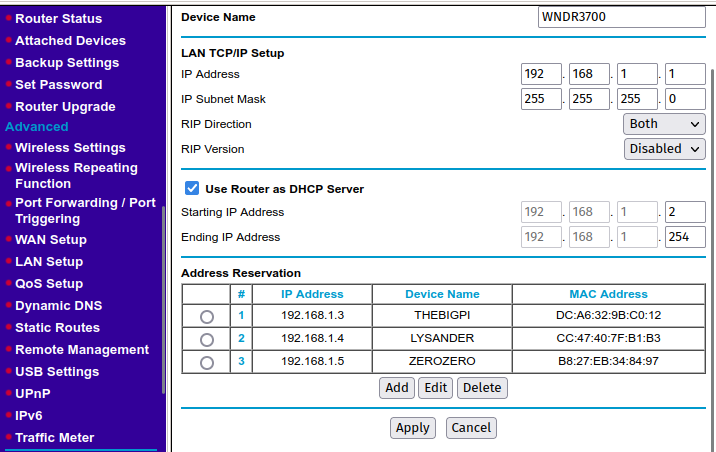 Router Status
Attached Devices
Backup Settings
Set Password
Router Upgrade
Advanced
Wireless Settings
Wireless Repeating
Function
Port Forwarding / Port
Triggering
WAN Setup
LAN Setup
QoS Setup
Dynamic DNS
Static Routes
Remote Management
USB Settings
UPnP
IPv6
Traffic Meter
Device Name WNDR3700
LAN TCP/IP Setup
IP Address 192 . 168 . 1 . 1
IP Subnet Mask 255 . 255 . 255 . 0
RIP Direction Both
RIP Version Disabled
Use Router as DHCP Server
Starting IP Address 192 . 168 . 1 . 2
Ending IP Address 192 . 168 . 1 . 254
Address Reservation
# IP Address Device Name MAC Address
1 192.168.1.3 THEBIGPI DC:A6:32:9B:C0:12
2 192.168.1.4 LYSANDER CC:47:40:7F:B1:B3
3 192.168.1.5 ZEROZERO B8:27:EB:34:84:97
Add Edit Delete
Apply Cancel